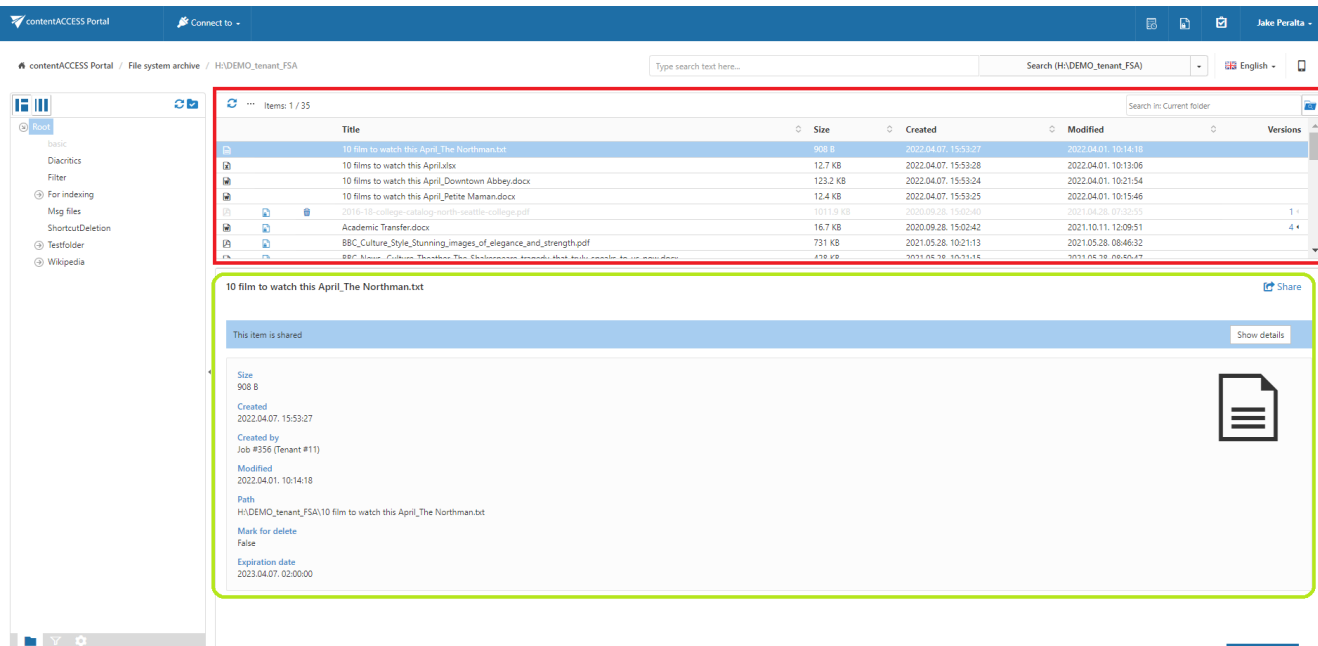 contentACCESS Portal Connect to Jake Peralta
contentACCESS Portal / File system archive / H:\DEMO_tenant_FSA Type search text here... Search (H:\DEMO_tenant_FSA) English
Items: 1 / 35 Search in: Current folder
Root
basic
Diacritics
Filter
For indexing
Msg files
ShortcutDeletion
Testfolder
Wikipedia
Title Size Created Modified Versions
10 film to watch this April_The Northman.txt 908 B 2022.04.07. 15:53:27 2022.04.01. 10:14:18
10 films to watch this April.xlsx 12.7 KB 2022.04.07. 15:53:28 2022.04.01. 10:13:06
10 films to watch this April_Downtown Abbey.docx 123.2 KB 2022.04.07. 15:53:24 2022.04.01. 10:21:54
10 films to watch this April_Petite Maman.docx 12.4 KB 2022.04.07. 15:53:25 2022.04.01. 10:15:46
2016-18-college-catalog-north-seattle-college.pdf 1011.9 KB 2020.09.28. 15:02:40 2021.04.28. 07:32:55 1
Academic Transfer.docx 16.7 KB 2020.09.28. 15:02:42 2021.10.11. 12:09:51 4
BBC_Culture_Style_Stunning_images_of_elegance_and_strength.pdf 731 KB 2021.05.28. 10:21:13 2021.05.28. 08:46:32
10 film to watch this April_The Northman.txt Share
This item is shared Show details
Size
908 B
Created
2022.04.07. 15:53:27
Created by
Job #356 (Tenant #11)
Modified
2022.04.01. 10:14:18
Path
H:\DEMO_tenant_FSA\10 film to watch this April_The Northman.txt
Mark for delete
False
Expiration date
2023.04.07. 02:00:00